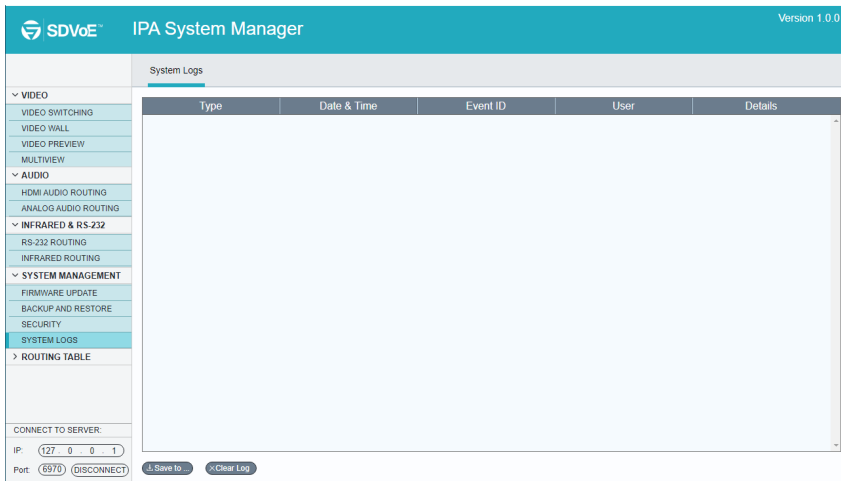 SDVoE™ IPA System Manager
Version 1.0.0
System Logs
Type Date & Time Event ID User Details
VIDEO
VIDEO SWITCHING
VIDEO WALL
VIDEO PREVIEW
MULTIVIEW
AUDIO
HDMI AUDIO ROUTING
ANALOG AUDIO ROUTING
INFRARED & RS-232
RS-232 ROUTING
INFRARED ROUTING
SYSTEM MANAGEMENT
FIRMWARE UPDATE
BACKUP AND RESTORE
SECURITY
SYSTEM LOGS
ROUTING TABLE
CONNECT TO SERVER:
IP: 127 . 0 . 0 . 1
Port: 6970 DISCONNECT
Save to ... ×Clear Log